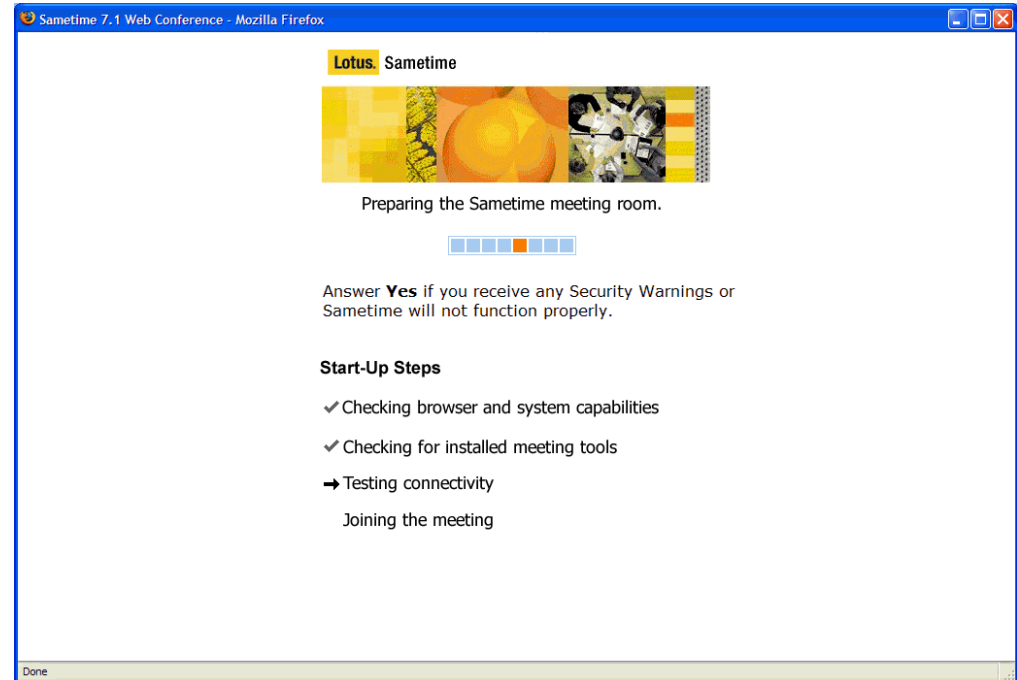 Sametime 7.1 Web Conference - Mozilla Firefox
Lotus. Sametime
Preparing the Sametime meeting room.
Answer Yes if you receive any Security Warnings or
Sametime will not function properly.
Start-Up Steps
Checking browser and system capabilities
Checking for installed meeting tools
Testing connectivity
Joining the meeting
Done